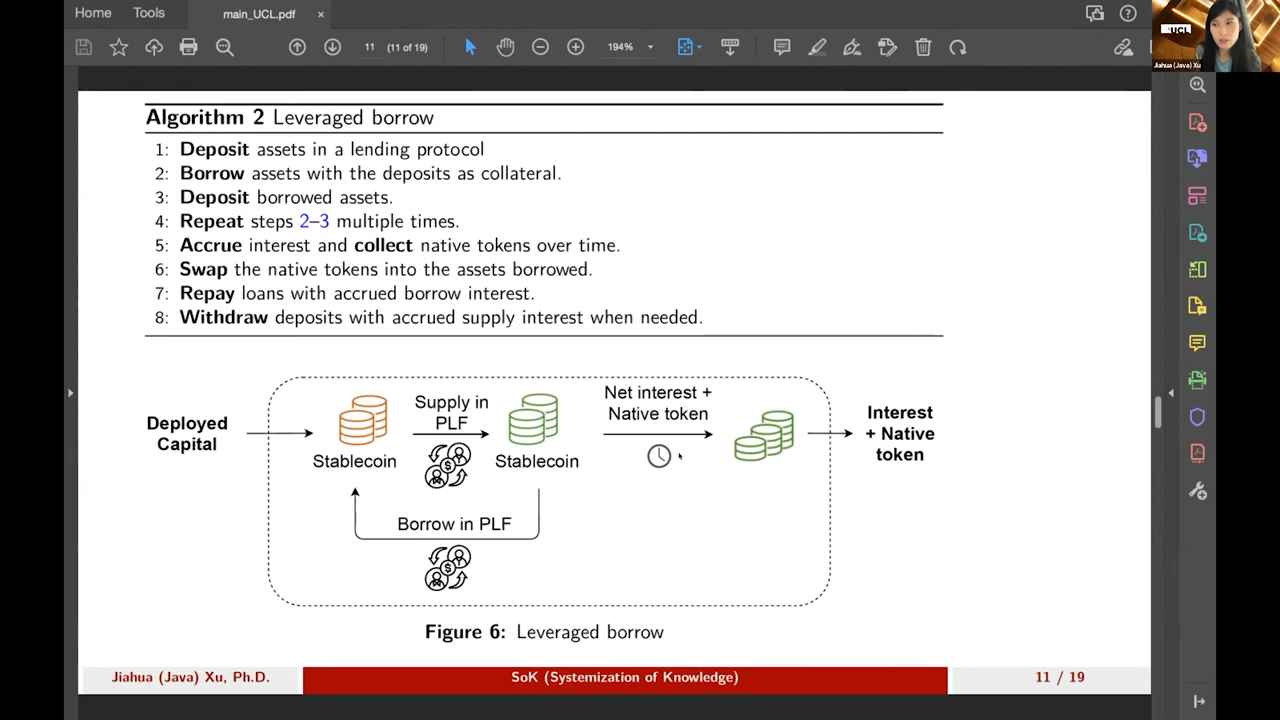 Home
Tools
main_UCL.pdf
×
11
(11 of 19)
194%
UCL
Jiahua (Java) Xu
Algorithm 2 Leveraged borrow
1: Deposit assets in a lending protocol
2: Borrow assets with the deposits as collateral.
3: Deposit borrowed assets.
4: Repeat steps 2–3 multiple times.
5: Accrue interest and collect native tokens over time.
6: Swap the native tokens into the assets borrowed.
7: Repay loans with accrued borrow interest.
8: Withdraw deposits with accrued supply interest when needed.
Deployed
Capital
Stablecoin
Supply in
PLF
Stablecoin
Net interest +
Native token
Interest
+ Native
token
Borrow in PLF
Figure 6: Leveraged borrow
Jiahua (Java) Xu, Ph.D.
SoK (Systemization of Knowledge)
11 / 19